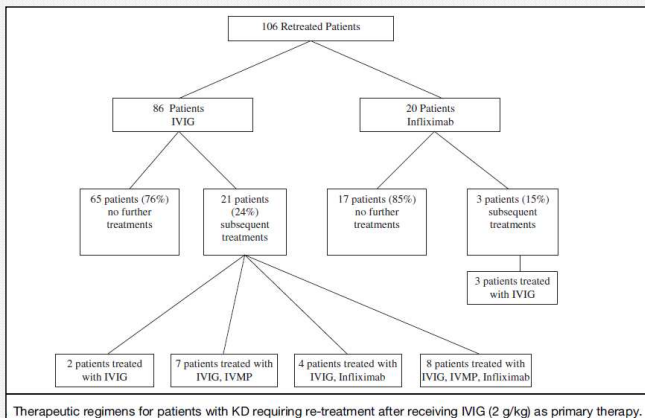 106 Retreated Patients
86 Patients
IVIG
20 Patients
Infliximab
65 patients (76%)
no further
treatments
21 patients
(24%)
subsequent
treatments
17 patients (85%)
no further
treatments
3 patients (15%)
subsequent
treatments
3 patients treated
with IVIG
2 patients treated
with IVIG
7 patients treated with
IVIG, IVMP
4 patients treated with
IVIG, Infliximab
8 patients treated with
IVIG, IVMP, Infliximab
Therapeutic regimens for patients with KD requiring re-treatment after receiving IVIG (2 g/kg) as primary therapy.